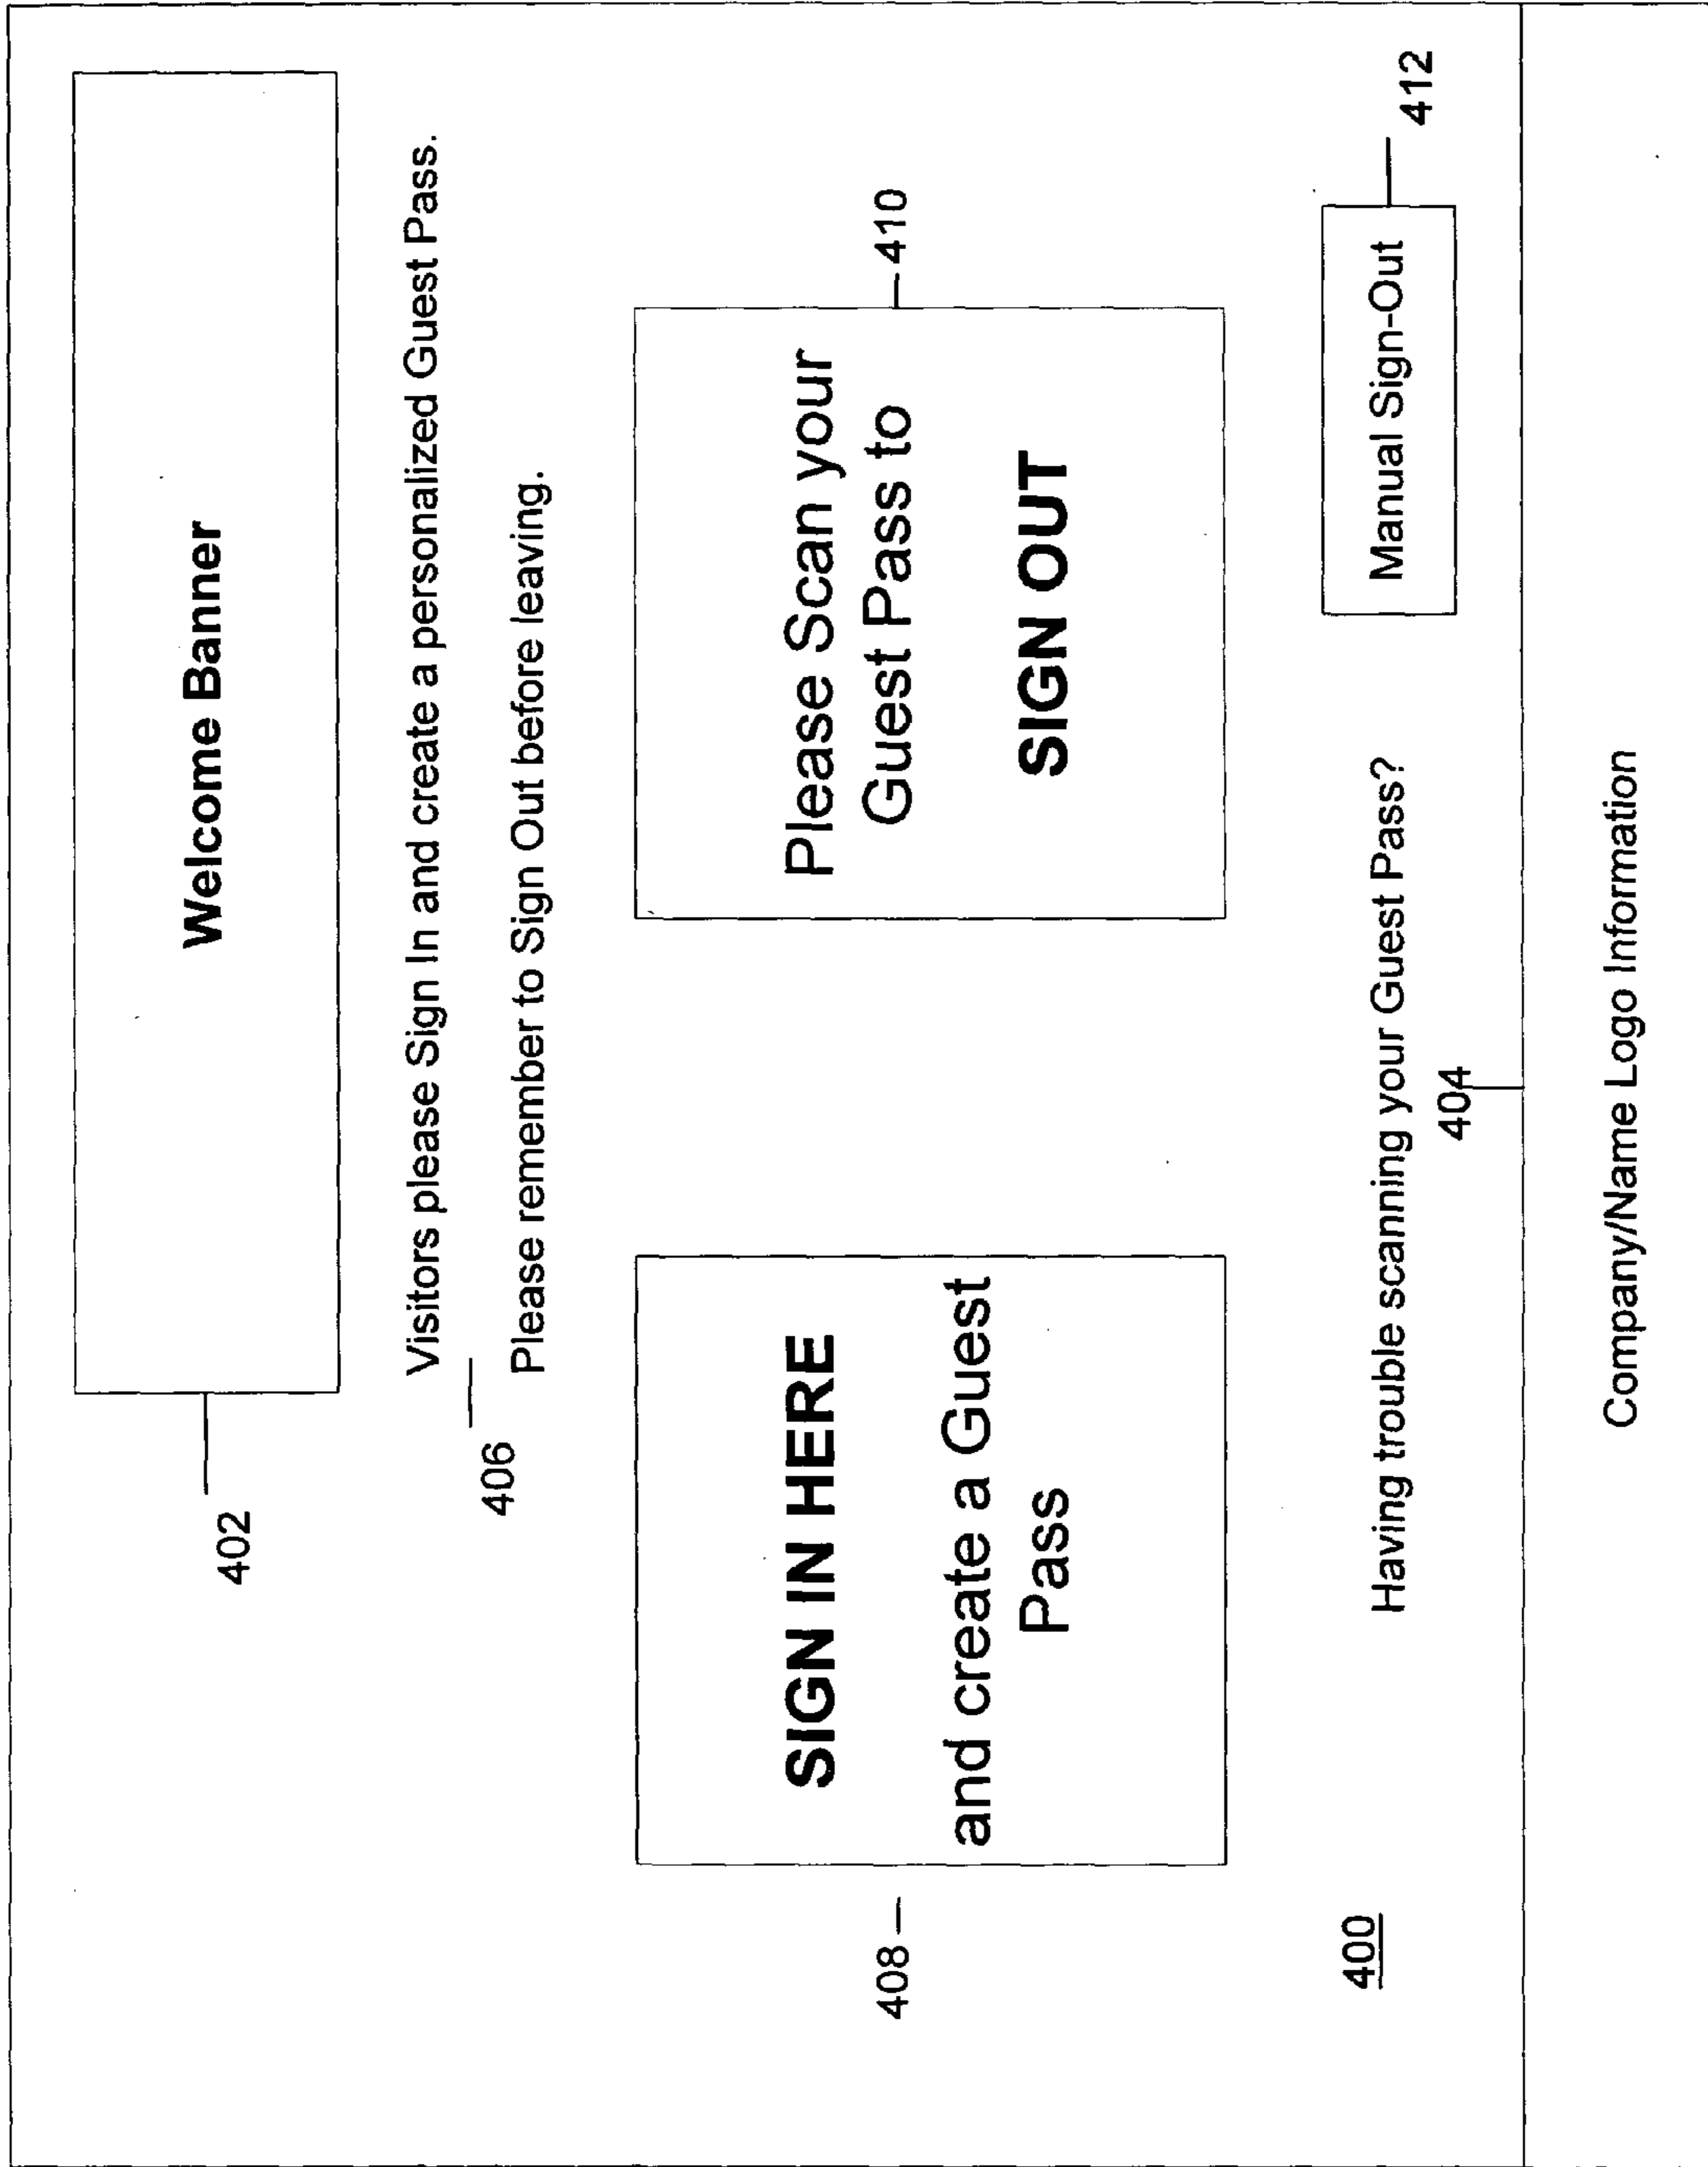 Welcome Banner
402
Visitors please Sign In and create a personalized Guest Pass.
406
Please remember to Sign Out before leaving.
408
SIGN IN HERE
and create a Guest
Pass
Please Scan your
Guest Pass to
SIGN OUT
410
400
Having trouble scanning your Guest Pass?
Manual Sign-Out
412
404
Company/Name Logo Information